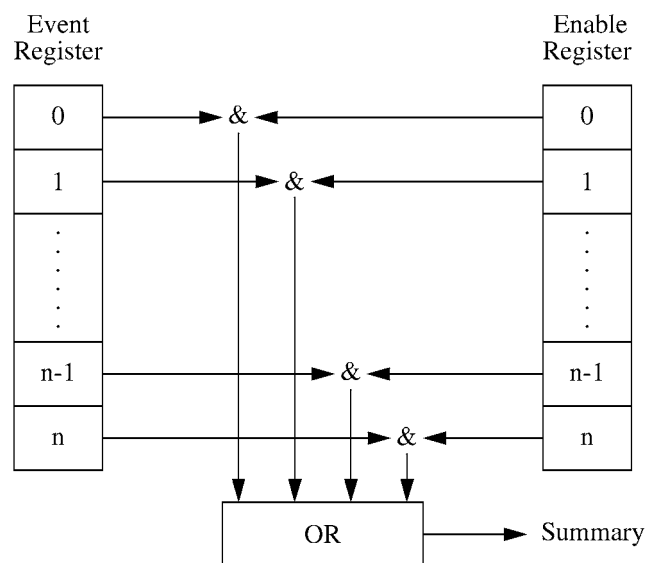 Event
Register
Enable
Register
0
&
0
1
&
1
n-1
&
n-1
n
&
n
OR
Summary